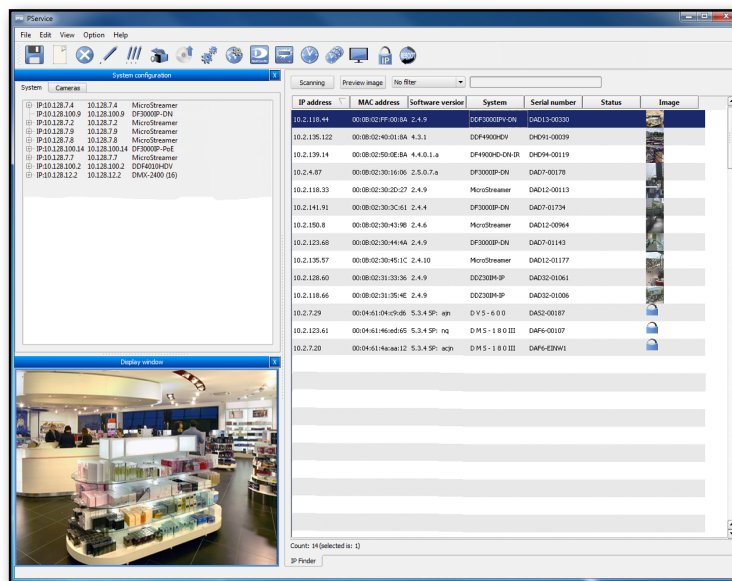 PService
File Edit View Option Help
IP
System configuration X
System Cameras
IP:10.128.7.4 10.128.7.4 MicroStreamer
IP:10.128.100.9 10.128.100.9 DF3000IP-DN
IP:10.128.7.2 10.128.7.2 MicroStreamer
IP:10.128.7.9 10.128.7.9 MicroStreamer
IP:10.128.7.8 10.128.7.8 MicroStreamer
IP:10.128.100.14 10.128.100.14 DF3000IP-PoE
IP:10.128.7.7 10.128.7.7 MicroStreamer
IP:10.128.100.2 10.128.100.2 DDF4010HDV
IP:10.128.12.2 10.128.12.2 DMX-2400 (16)
Display window X
Scanning Preview image No filter
IP address MAC address Software version System Serial number Status Image
10.2.118.44 00:0B:02:FF:00:8A 2.4.9 DDF3000IPV-DN DAD13-00330
10.2.135.122 00:0B:02:40:01:8A 4.3.1 DDF4900HDV DHD91-00039
10.2.139.14 00:0B:02:50:0E:BA 4.4.0.1.a DF4900HD-DN-IR DHD94-00119
10.2.4.87 00:0B:02:30:16:06 2.5.0.7.a DF3000IP-DN DAD7-00178
10.2.118.33 00:0B:02:30:2D:27 2.4.9 MicroStreamer DAD12-00113
10.2.141.91 00:0B:02:30:3C:61 2.4.4 DF3000IP-DN DAD7-01734
10.2.150.8 00:0B:02:30:43:9B 2.4.6 MicroStreamer DAD12-00964
10.2.123.68 00:0B:02:30:44:4A 2.4.9 DF3000IP-DN DAD7-01143
10.2.135.57 00:0B:02:30:45:1C 2.4.10 MicroStreamer DAD12-01177
10.2.128.60 00:0B:02:31:33:36 2.4.9 DDZ30IM-IP DAD32-01061
10.2.118.66 00:0B:02:31:35:4E 2.4.9 DDZ30IM-IP DAD32-01006
10.2.7.29 00:04:61:04:c9:d6 5.3.4 SP: ajn D V S - 6 0 0 DAS2-00187
10.2.123.61 00:04:61:46:ed:65 5.3.4 SP: nq D M S - 1 8 0 III DAF6-00107
10.2.7.20 00:04:61:4a:aa:12 5.3.4 SP: acjn D M S - 1 8 0 III DAF6-EINW1
Count: 14 (selected is: 1)
IP Finder